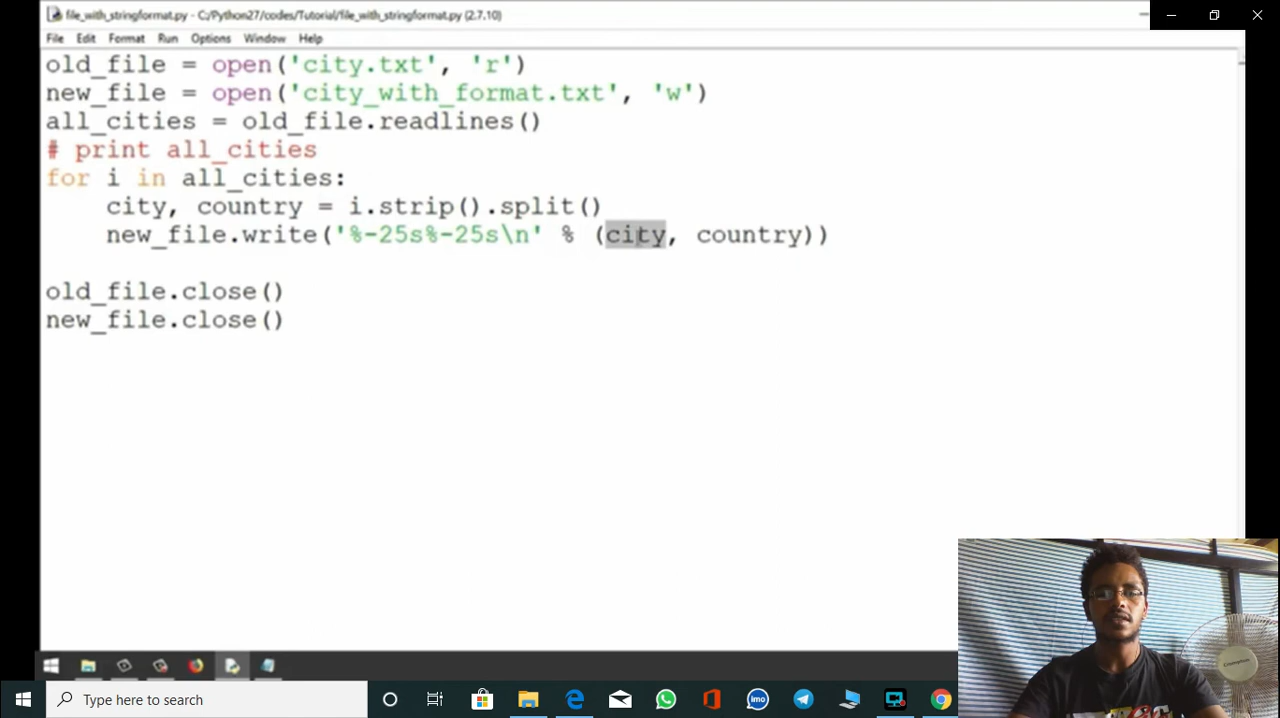 file_with_stringformat.py - C:/Python27/codes/Tutorial/file_with_stringformat.py (2.7.10)
File Edit Format Run Options Window Help
old_file = open('city.txt', 'r')
new_file = open('city_with_format.txt', 'w')
all_cities = old_file.readlines()
# print all_cities
for i in all_cities:
    city, country = i.strip().split()
    new_file.write('%-25s%-25s\n' % (city, country))
old_file.close()
new_file.close()
Type here to search
imo